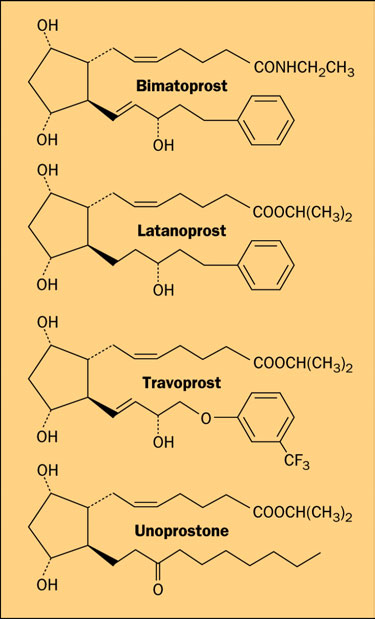 OH
CONHCH₂CH₃
Bimatoprost
OH
OH
OH
COOCH(CH₃)₂
Latanoprost
OH
OH
OH
COOCH(CH₃)₂
Travoprost
O
OH
OH
CF₃
OH
COOCH(CH₃)₂
Unoprostone
OH
O